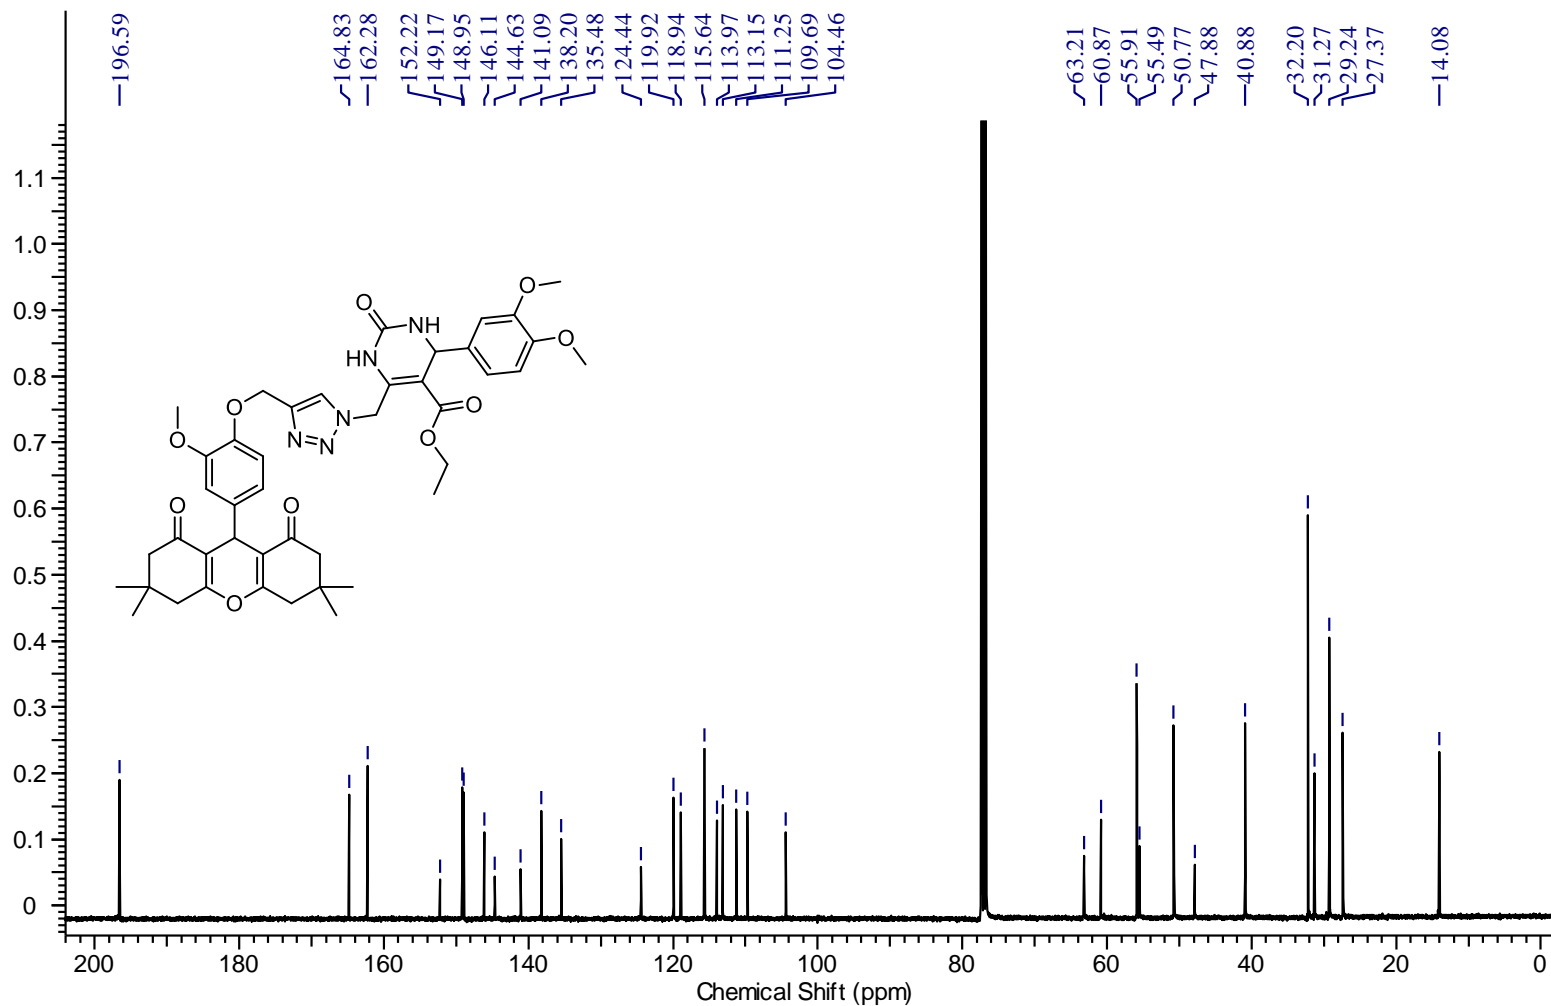 196.59
164.83
162.28
152.22
149.17
148.95
146.11
144.63
141.09
138.20
135.48
124.44
119.92
118.94
115.64
113.97
113.15
111.25
109.69
104.46
63.21
60.87
55.91
55.49
50.77
47.88
40.88
32.20
31.27
29.24
27.37
14.08
1.1
1.0
0.9
0.8
0.7
0.6
0.5
0.4
0.3
0.2
0.1
0
O
O
NH
O
HN
O
O
N
O
N=N
O
O
O
O
200 180 160 140 120 100 80 60 40 20 0
Chemical Shift (ppm)